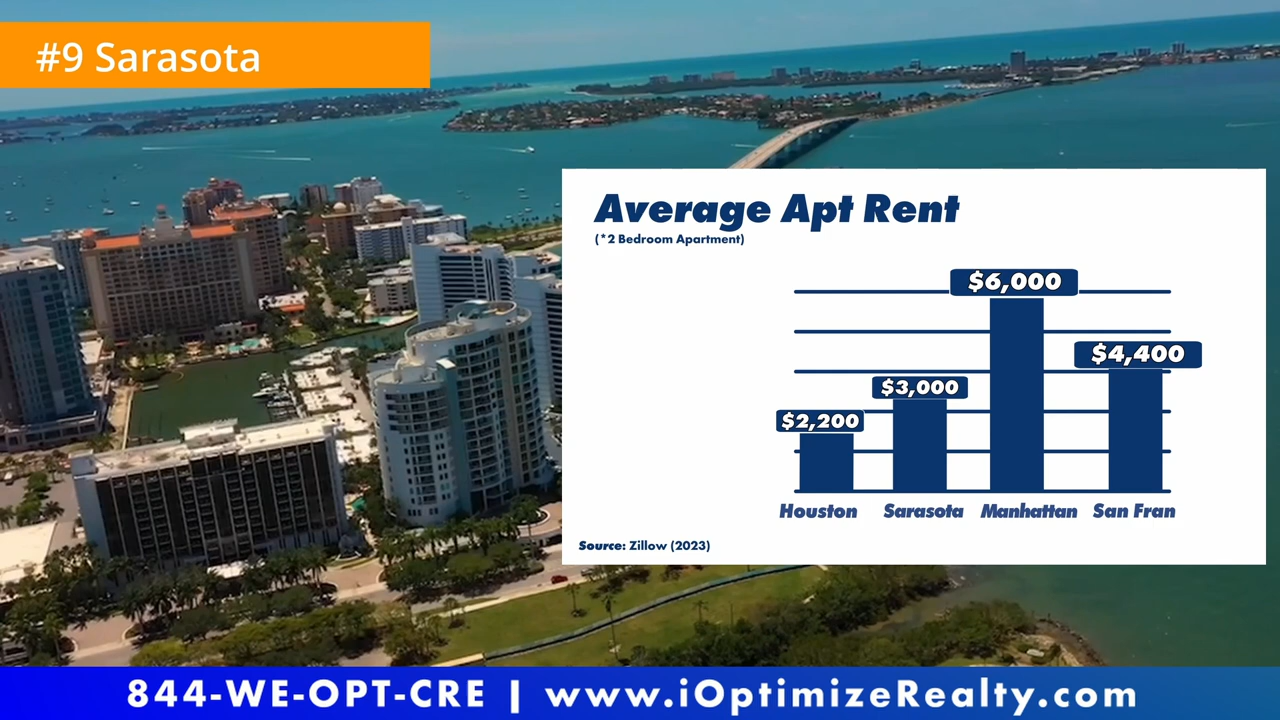 #9 Sarasota
Average Apt Rent
(*2 Bedroom Apartment)
$6,000
$4,400
$3,000
$2,200
Houston Sarasota Manhattan San Fran
Source: Zillow (2023)
844-WE-OPT-CRE | www.iOptimizeRealty.com